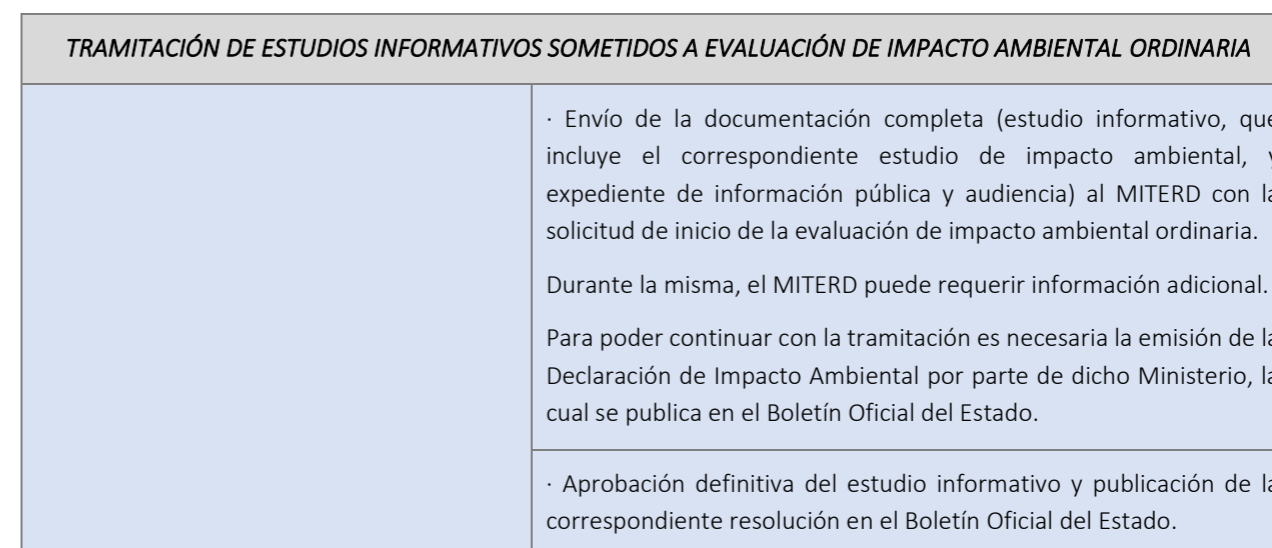 TRAMITACIÓN DE ESTUDIOS INFORMATIVOS SOMETIDOS A EVALUACIÓN DE IMPACTO AMBIENTAL ORDINARIA
· Envío de la documentación completa (estudio informativo, que
incluye el correspondiente estudio de impacto ambiental, y
expediente de información pública y audiencia) al MITERD con la
solicitud de inicio de la evaluación de impacto ambiental ordinaria.
Durante la misma, el MITERD puede requerir información adicional.
Para poder continuar con la tramitación es necesaria la emisión de la
Declaración de Impacto Ambiental por parte de dicho Ministerio, la
cual se publica en el Boletín Oficial del Estado.
· Aprobación definitiva del estudio informativo y publicación de la
correspondiente resolución en el Boletín Oficial del Estado.